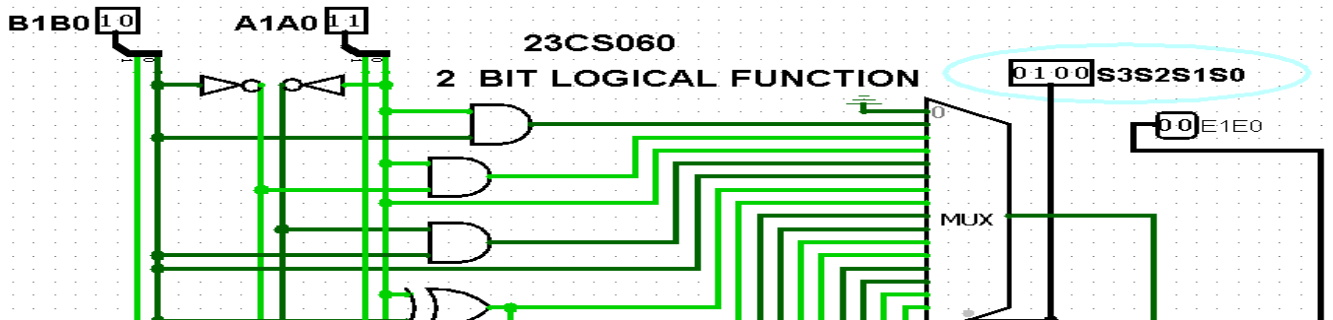 B1B0 10 A1A0 11
23CS060
2 BIT LOGICAL FUNCTION
0100 S3S2S1S0
0
00 E1E0
MUX